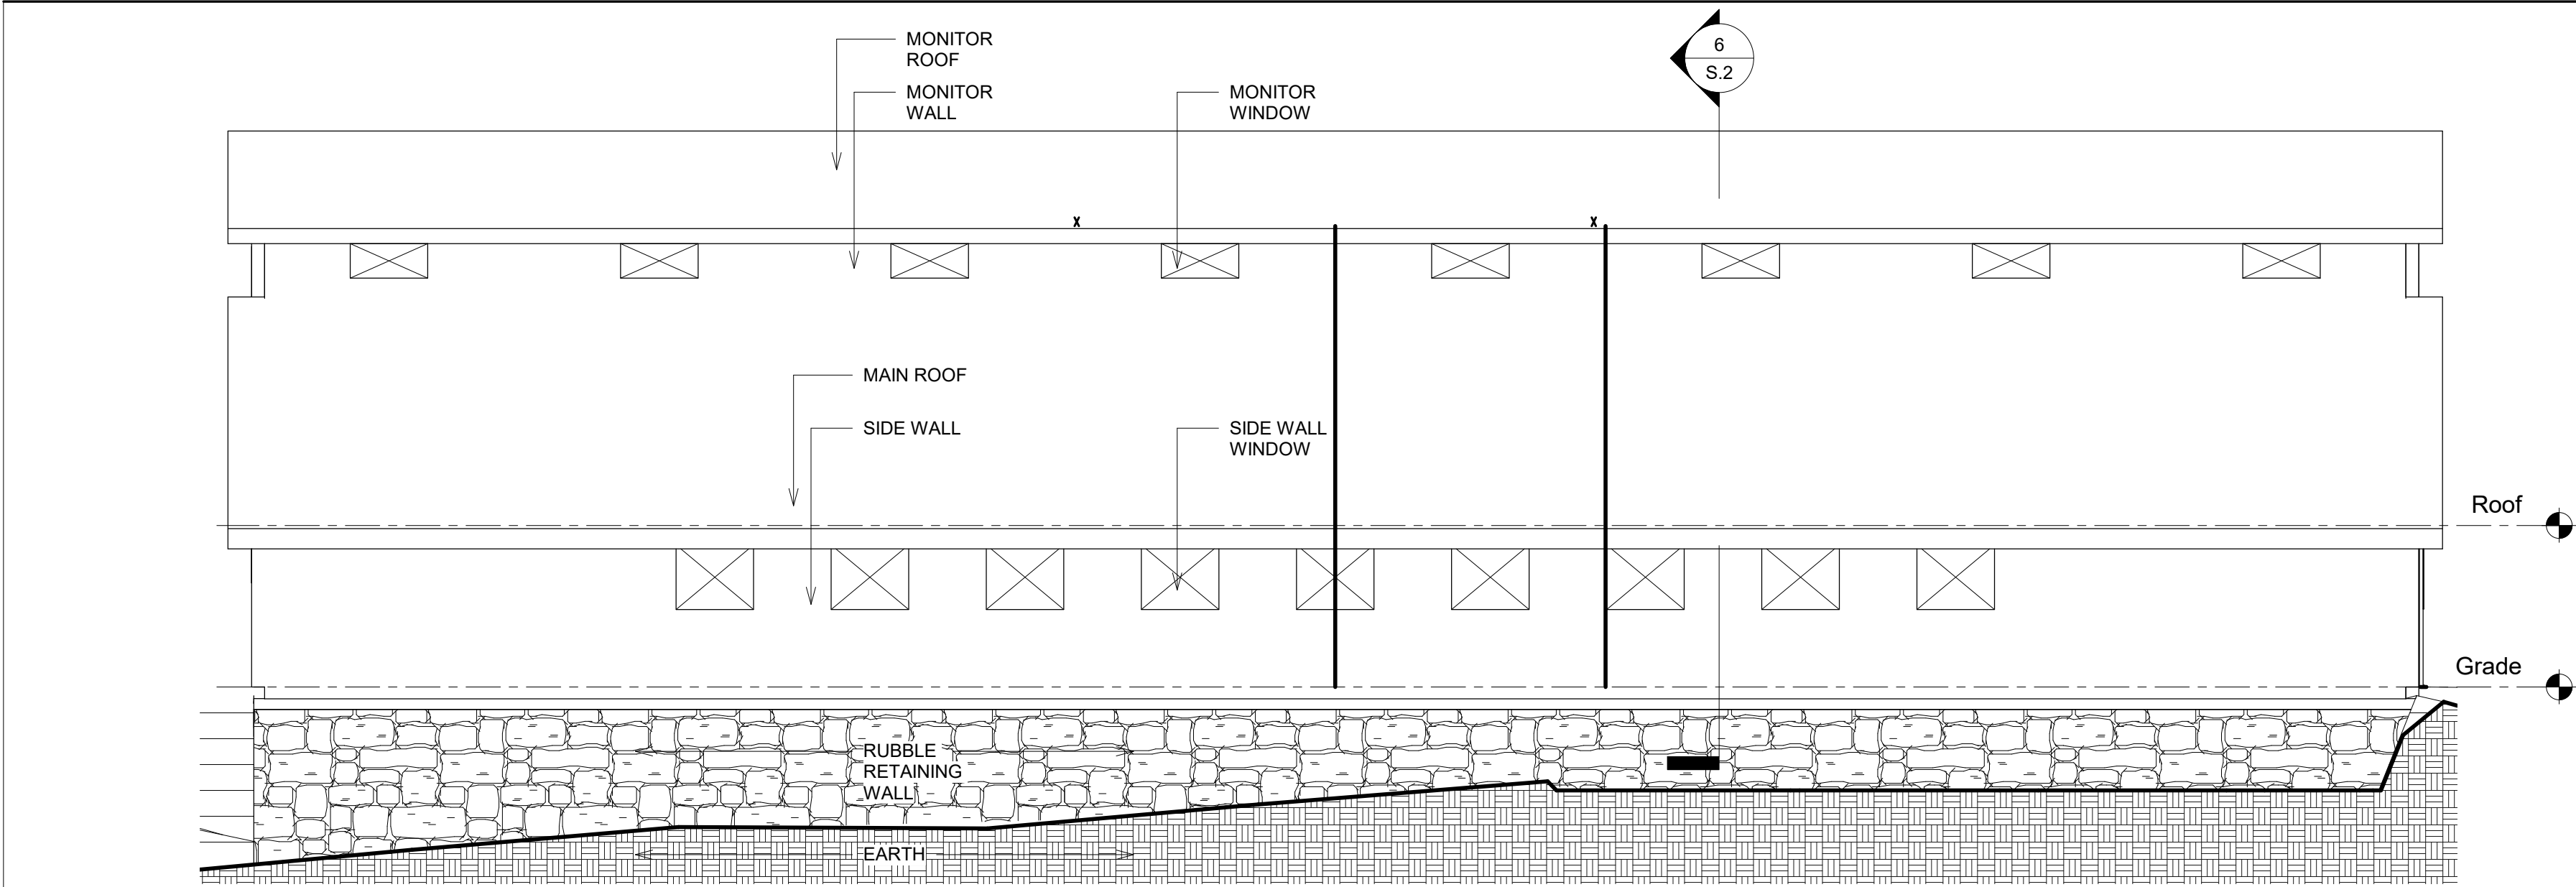 MONITOR
ROOF
6
S.2
MONITOR
WALL
MONITOR
WINDOW
x
x
MAIN ROOF
SIDE WALL
SIDE WALL
WINDOW
Roof
Grade
RUBBLE
RETAINING
WALL
EARTH